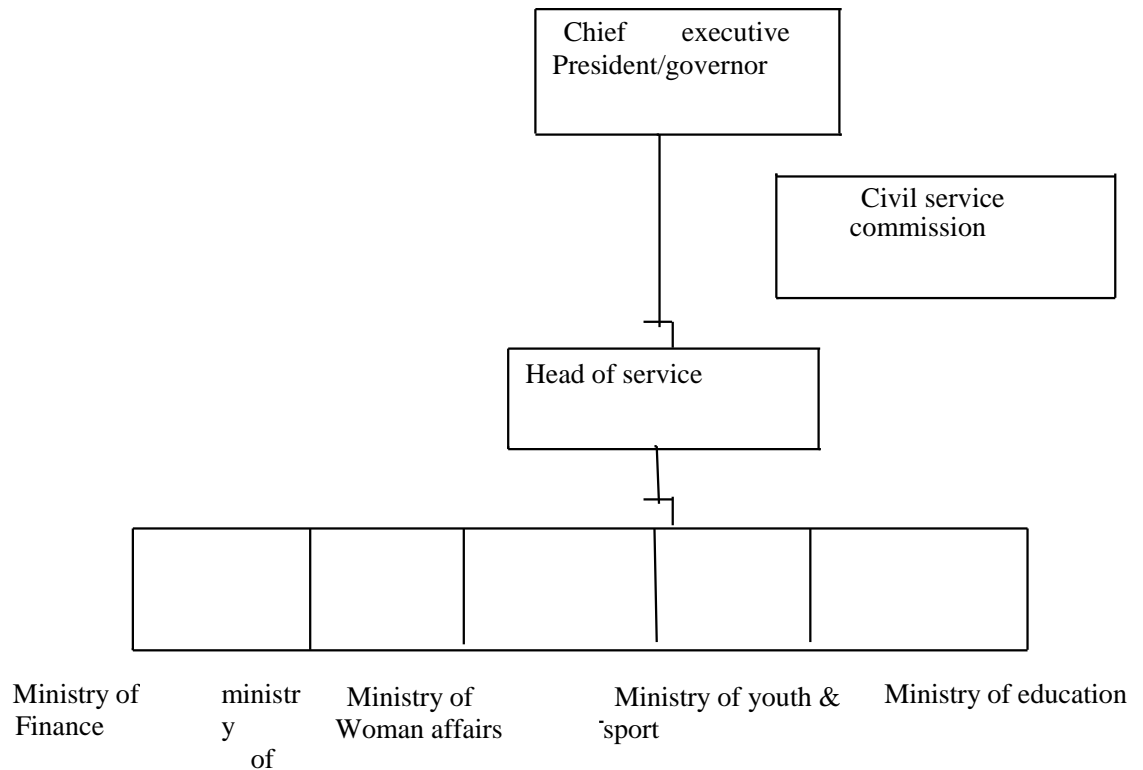 Chief executive
President/governor
Civil service
commission
Head of service
Ministry of
Finance
ministr
y
of
Ministry of
Woman affairs
Ministry of youth &
sport
Ministry of education